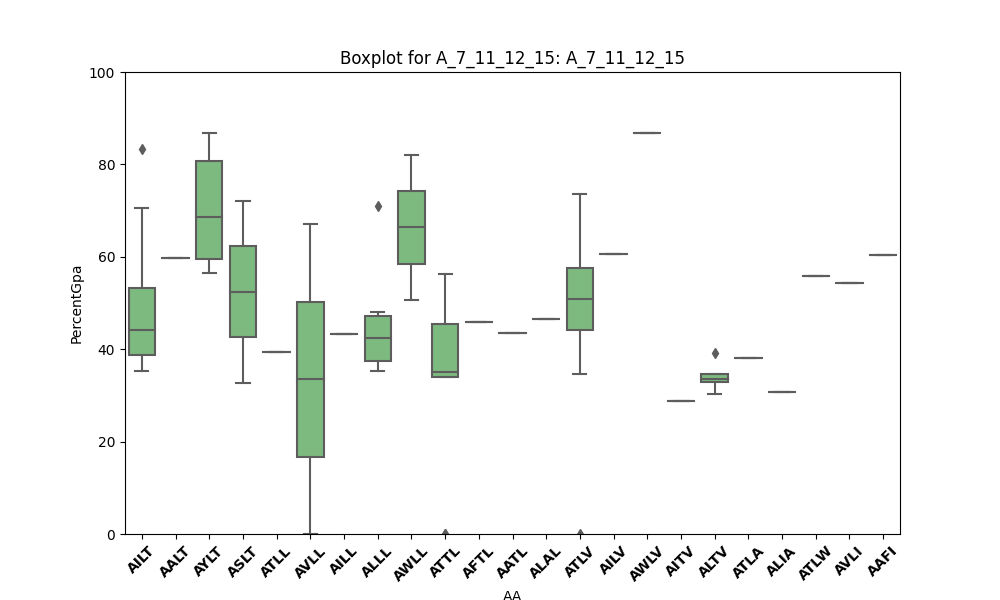 Boxplot for A_7_11_12_15: A_7_11_12_15
PercentGpa
100
80
60
40
20
0
AILT AALT AYLT ASLT ATLL AVLL AILL ALLL AWLL ATTL AFTL AATL ALAL ATLV AILV AWLV AITV ALTV ATLA ALIA ATLW AVLI AAFI
AA